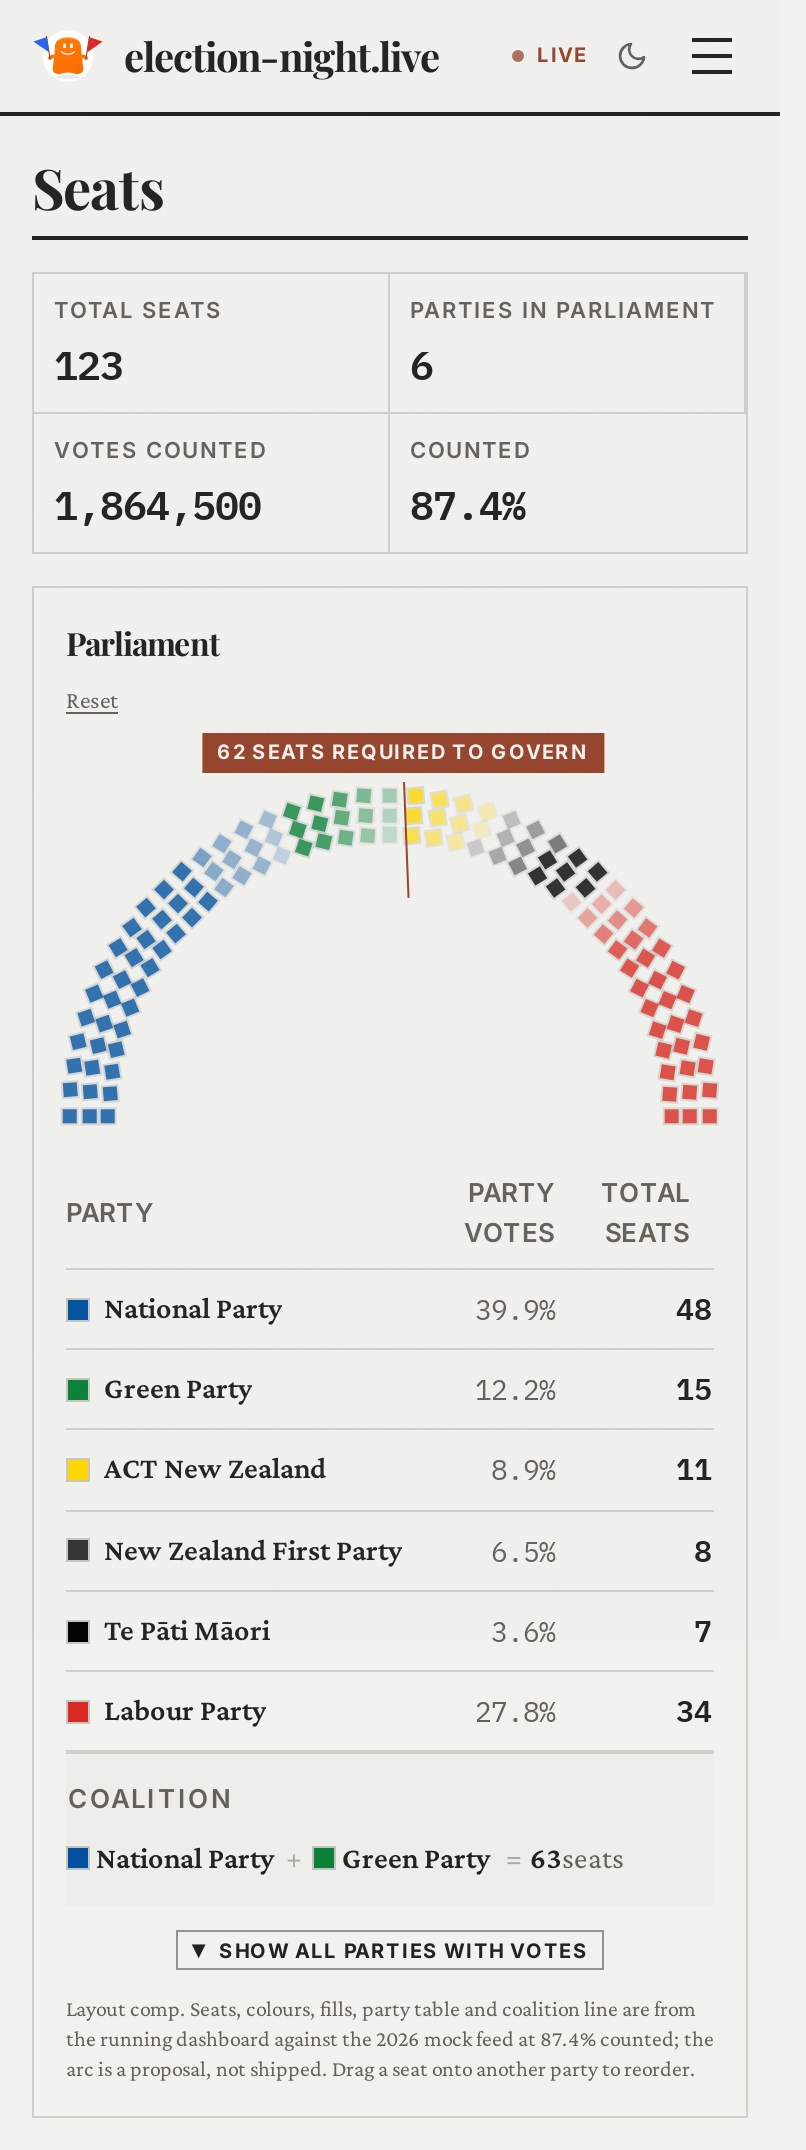 election-night.live
LIVE
Seats
TOTAL SEATS
123
PARTIES IN PARLIAMENT
6
VOTES COUNTED
1,864,500
COUNTED
87.4%
Parliament
Reset
62 SEATS REQUIRED TO GOVERN
PARTY
PARTY VOTES
TOTAL SEATS
National Party 39.9% 48
Green Party 12.2% 15
ACT New Zealand 8.9% 11
New Zealand First Party 6.5% 8
Te Pāti Māori 3.6% 7
Labour Party 27.8% 34
COALITION
National Party + Green Party = 63seats
▼ SHOW ALL PARTIES WITH VOTES
Layout comp. Seats, colours, fills, party table and coalition line are from
the running dashboard against the 2026 mock feed at 87.4% counted; the
arc is a proposal, not shipped. Drag a seat onto another party to reorder.